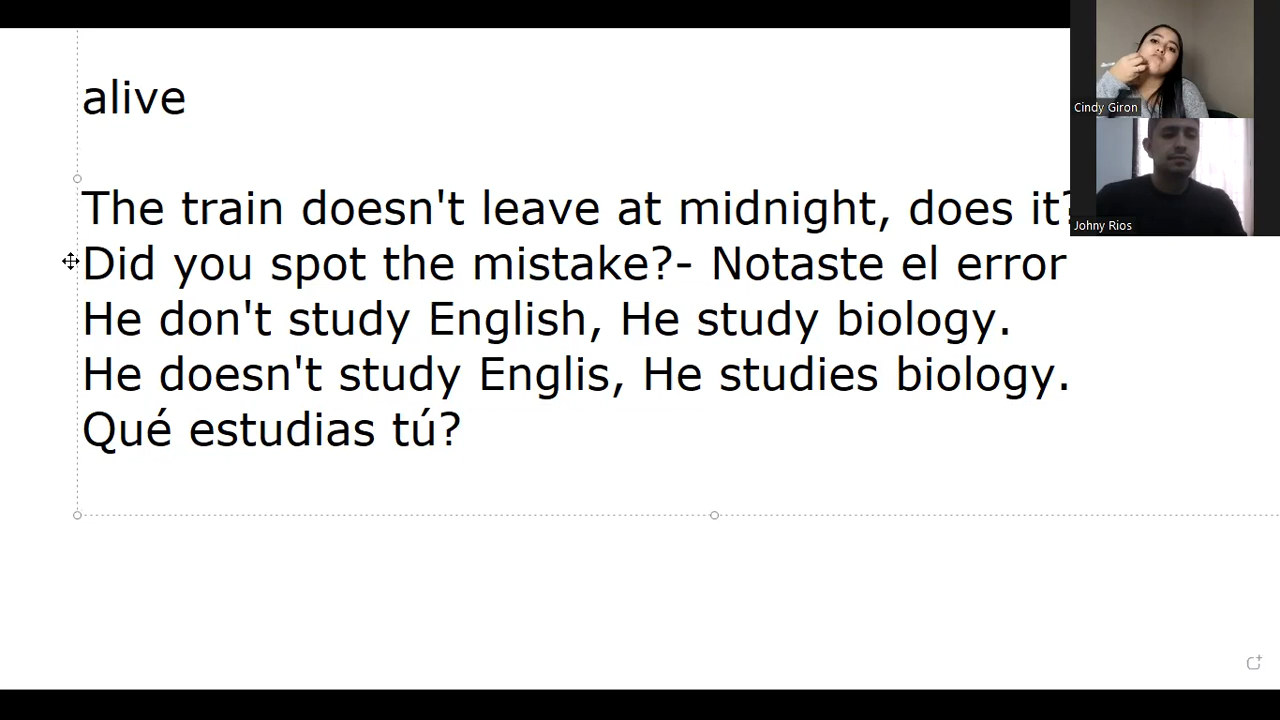 alive
The train doesn't leave at midnight, does it?
Did you spot the mistake?- Notaste el error
He don't study English, He study biology.
He doesn't study Englis, He studies biology.
Qué estudias tú?
Cindy Giron
Johny Rios